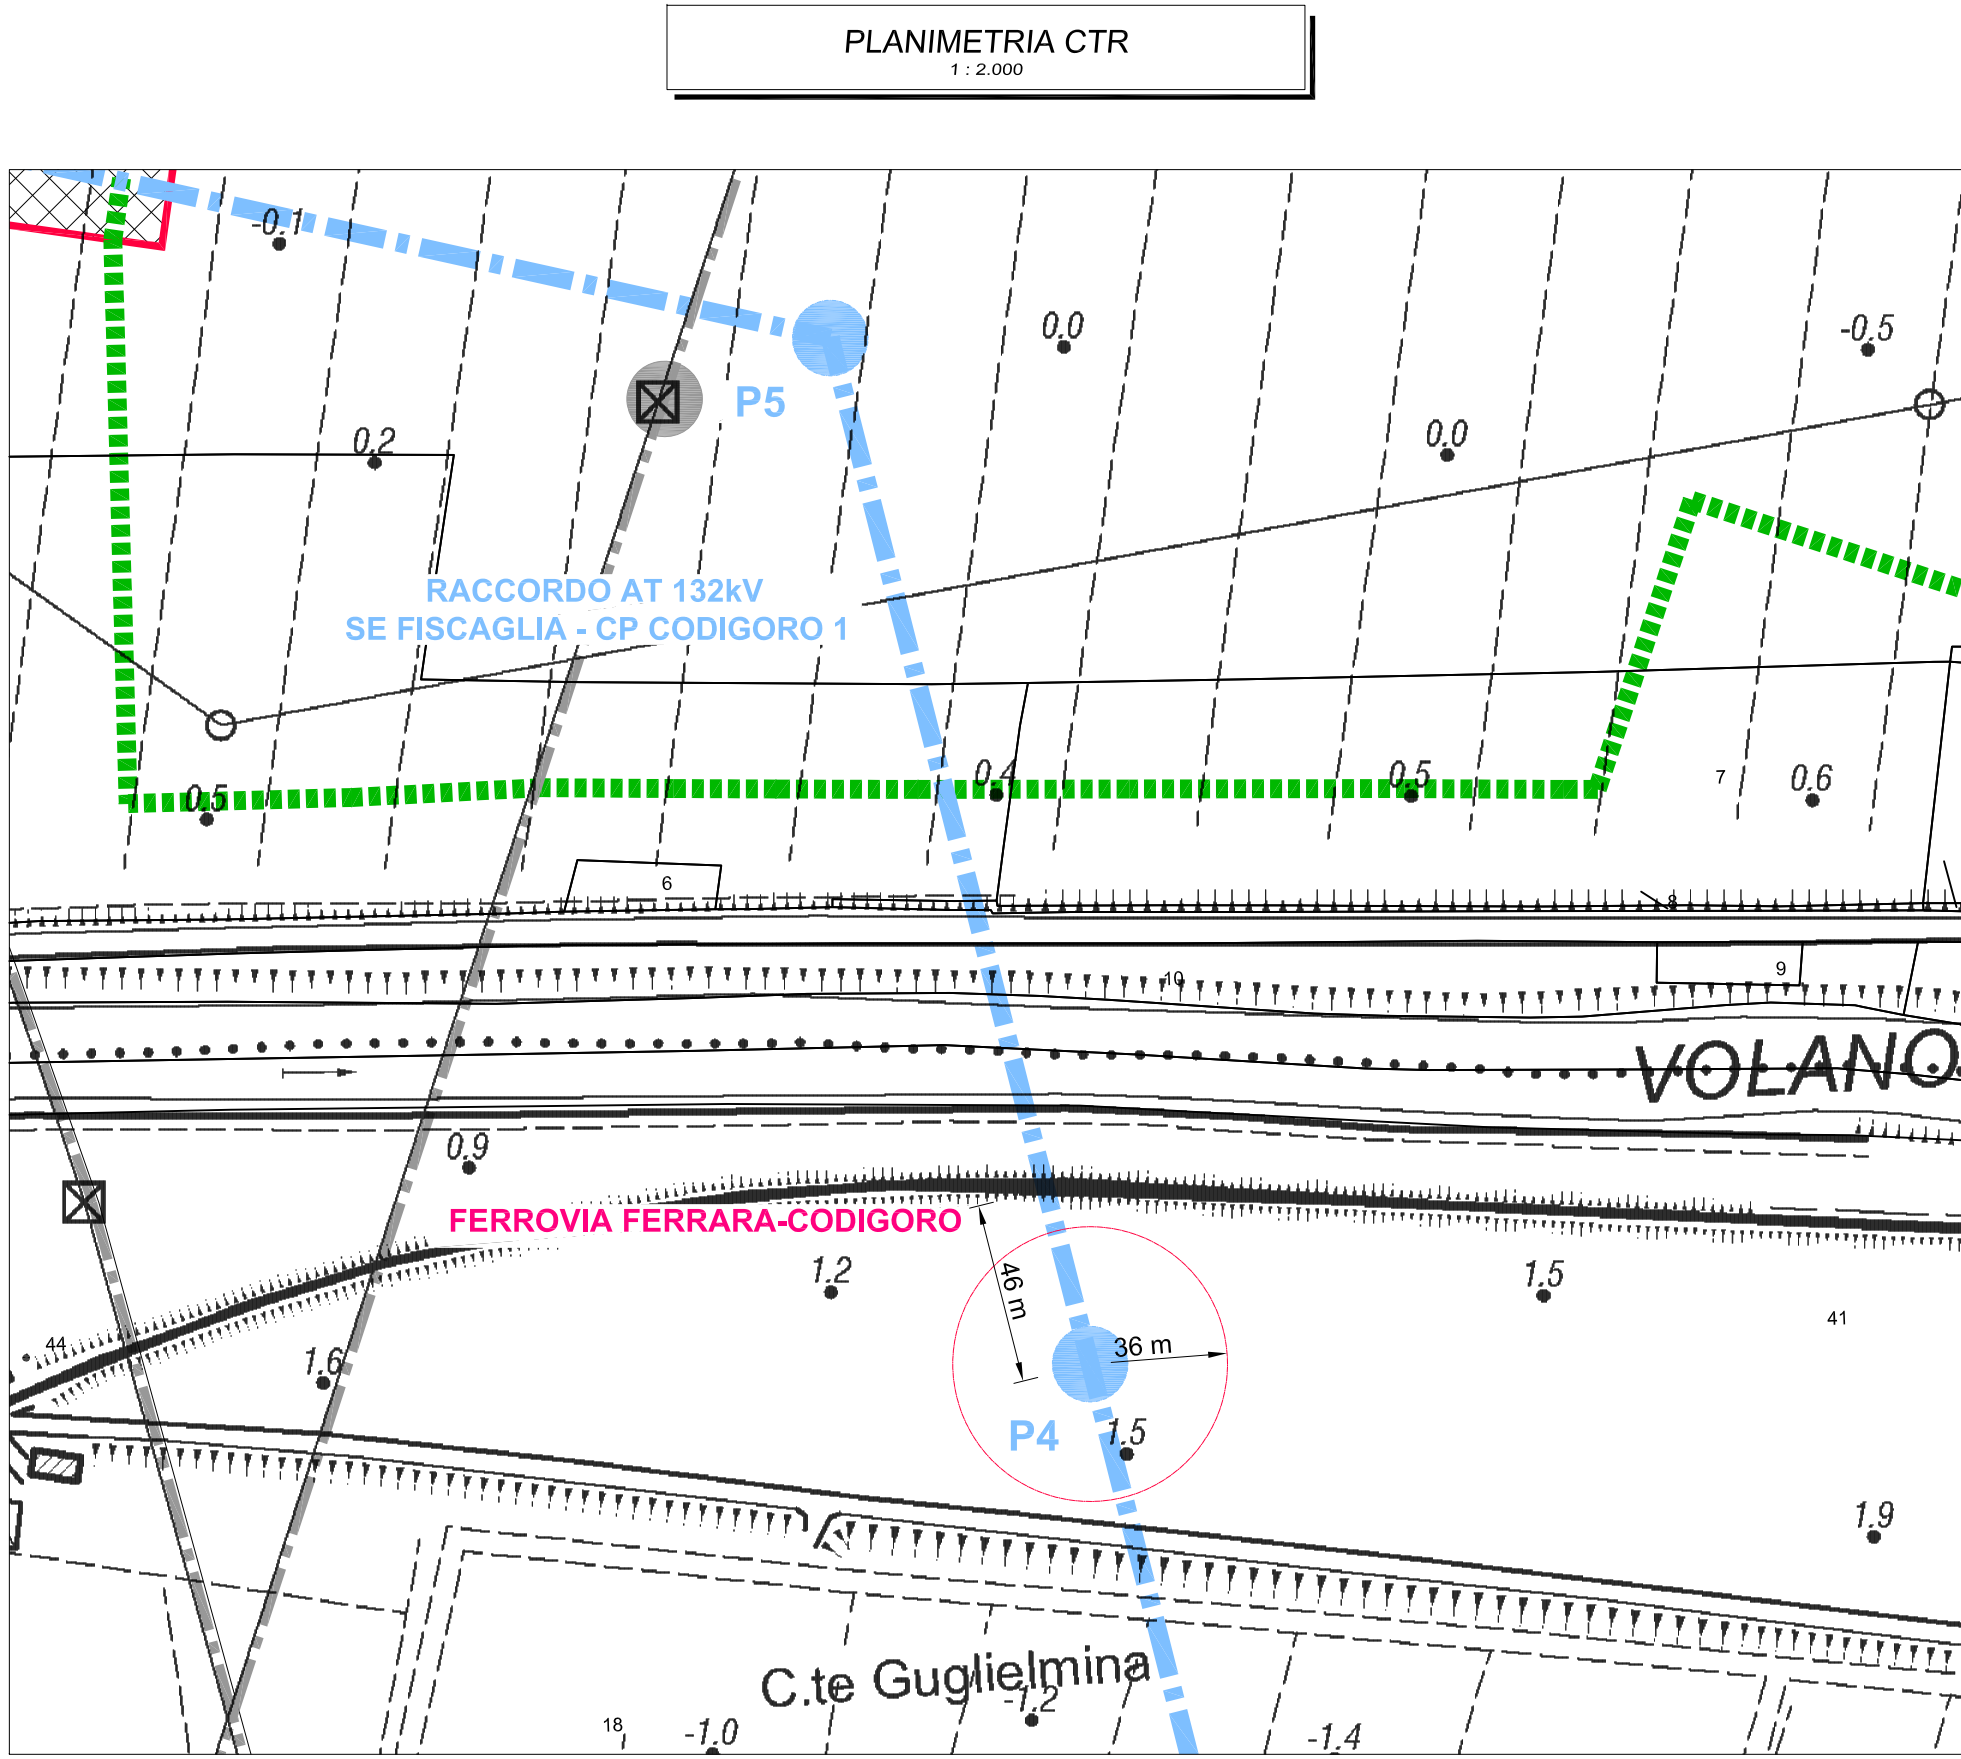 PLANIMETRIA CTR
1 : 2.000
-0.1
0.0
-0.5
P5
0.2
0.0
RACCORDO AT 132kV
SE FISCAGLIA - CP CODIGORO 1
0.5
0.4
0.5
7
0.6
6
8
10
9
VOLANO
0.9
FERROVIA FERRARA-CODIGORO
1.2
46 m
1.5
41
44
1.6
36 m
P4
1.5
1.9
C.te Guglielmina
-1.2
18
-1.0
-1.4